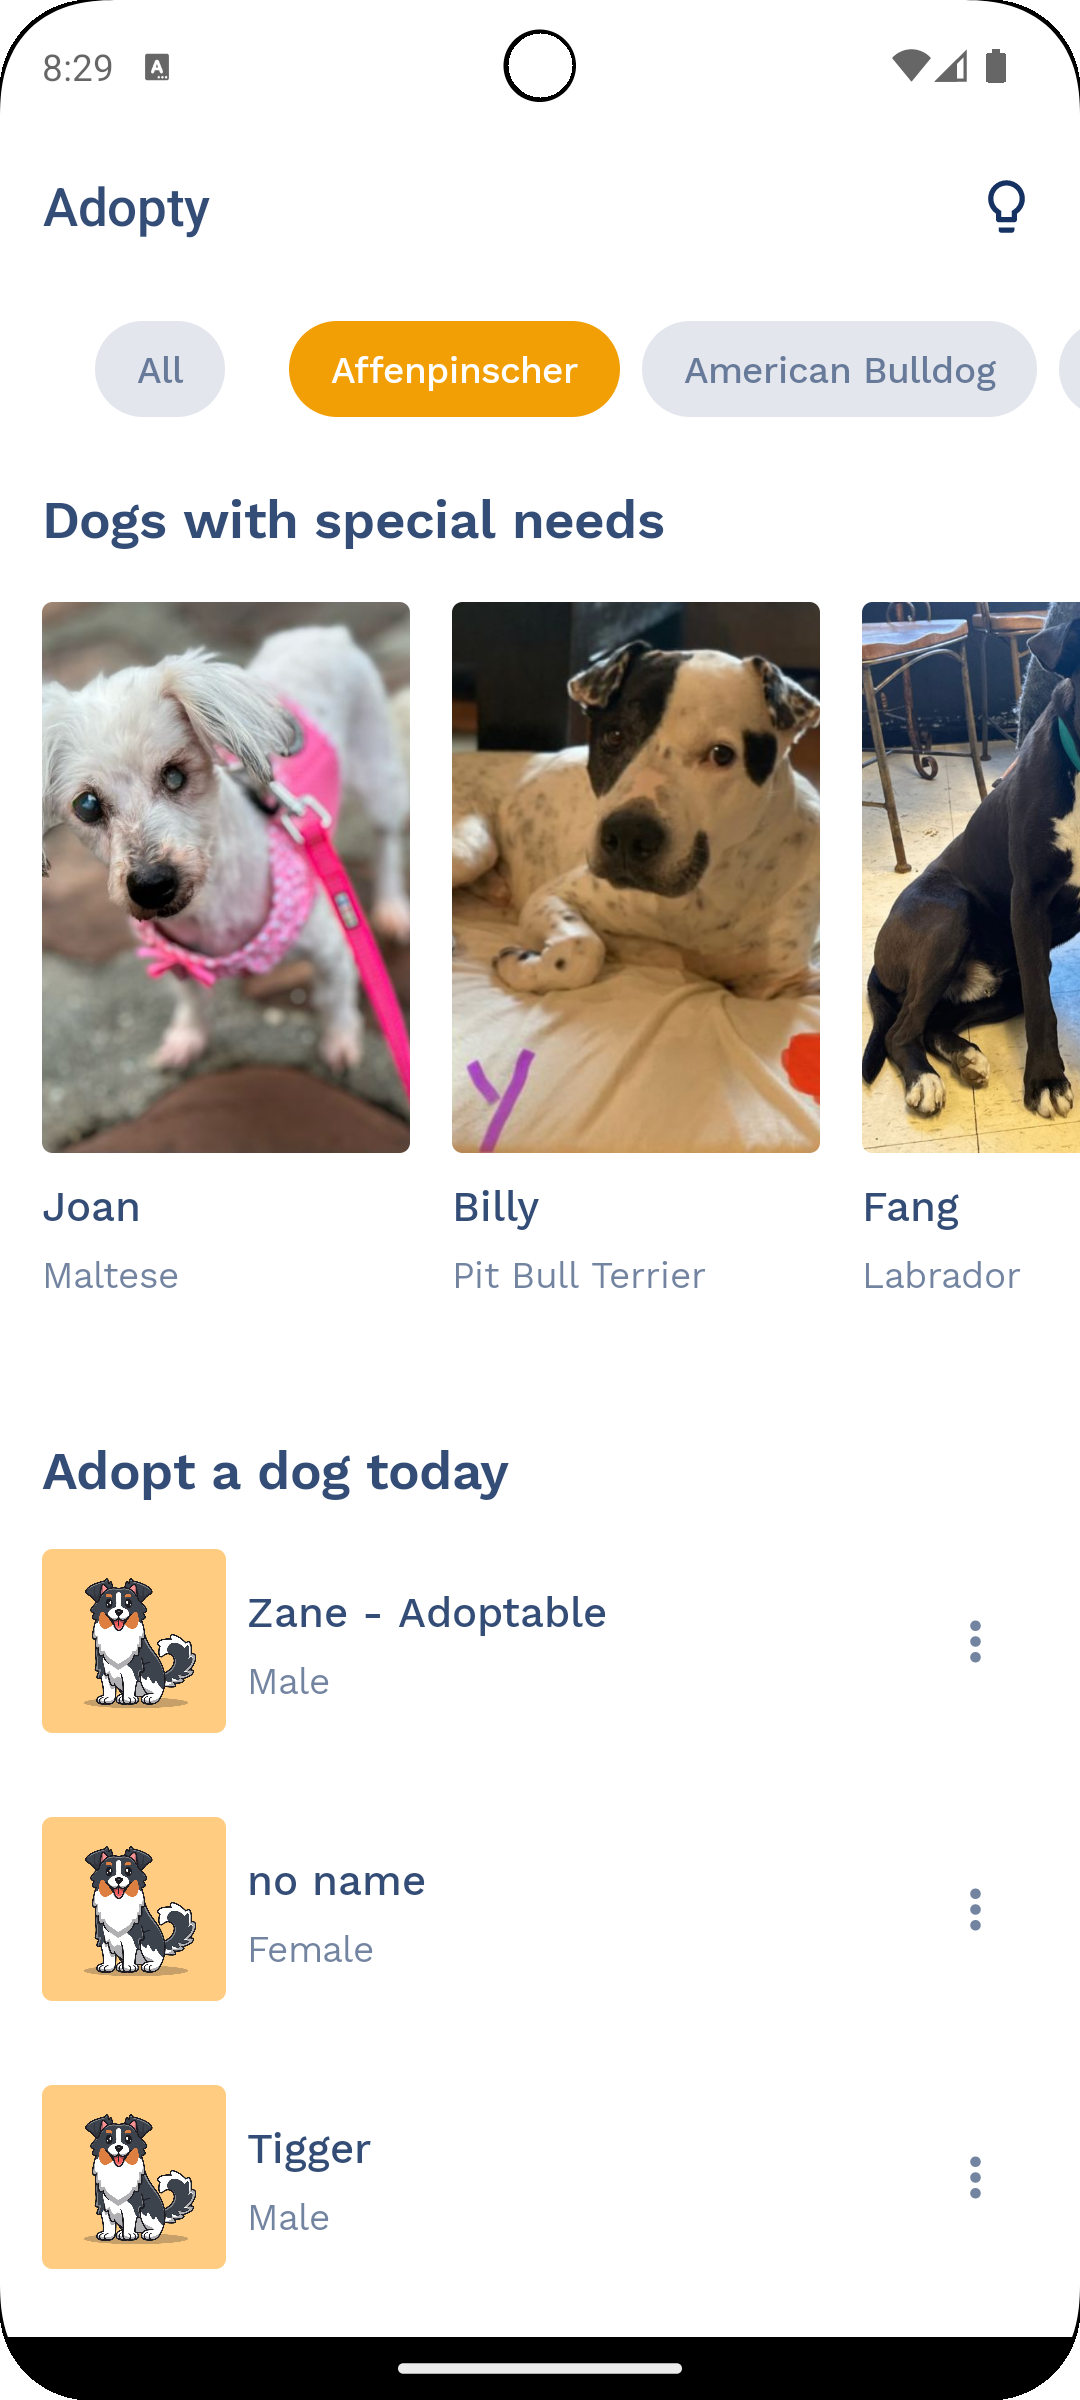 8:29
Adopty
All
Affenpinscher
American Bulldog
Dogs with special needs
Joan
Billy
Fang
Maltese
Pit Bull Terrier
Labrador
Adopt a dog today
Zane - Adoptable
Male
no name
Female
Tigger
Male